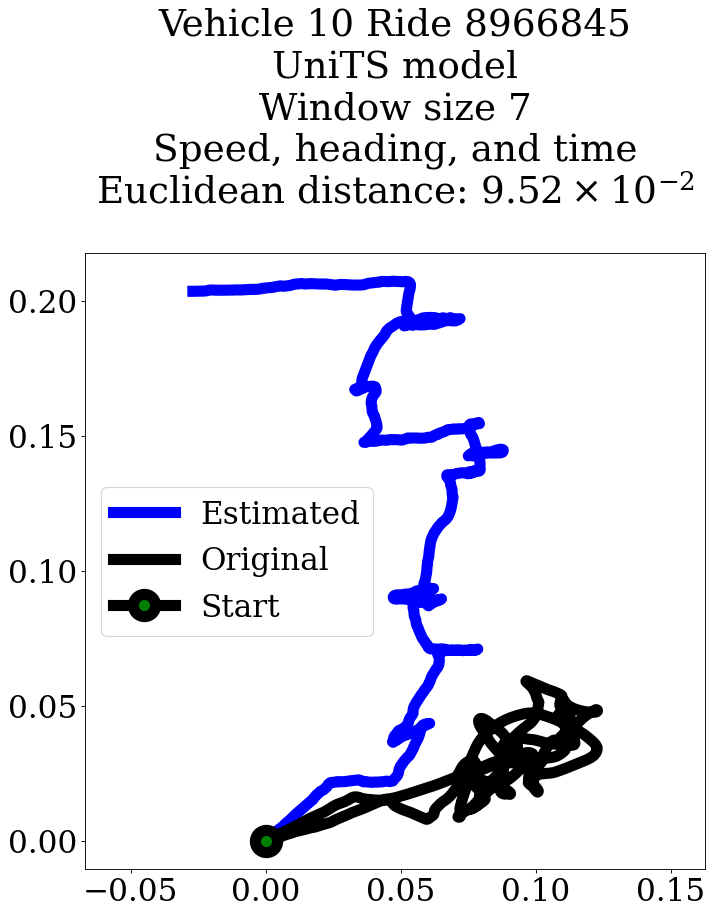 Vehicle 10 Ride 8966845
UniTS model
Window size 7
Speed, heading, and time
Euclidean distance: 9.52 × 10⁻²
0.20
0.15
0.10
0.05
0.00
Estimated
Original
Start
−0.05 0.00 0.05 0.10 0.15